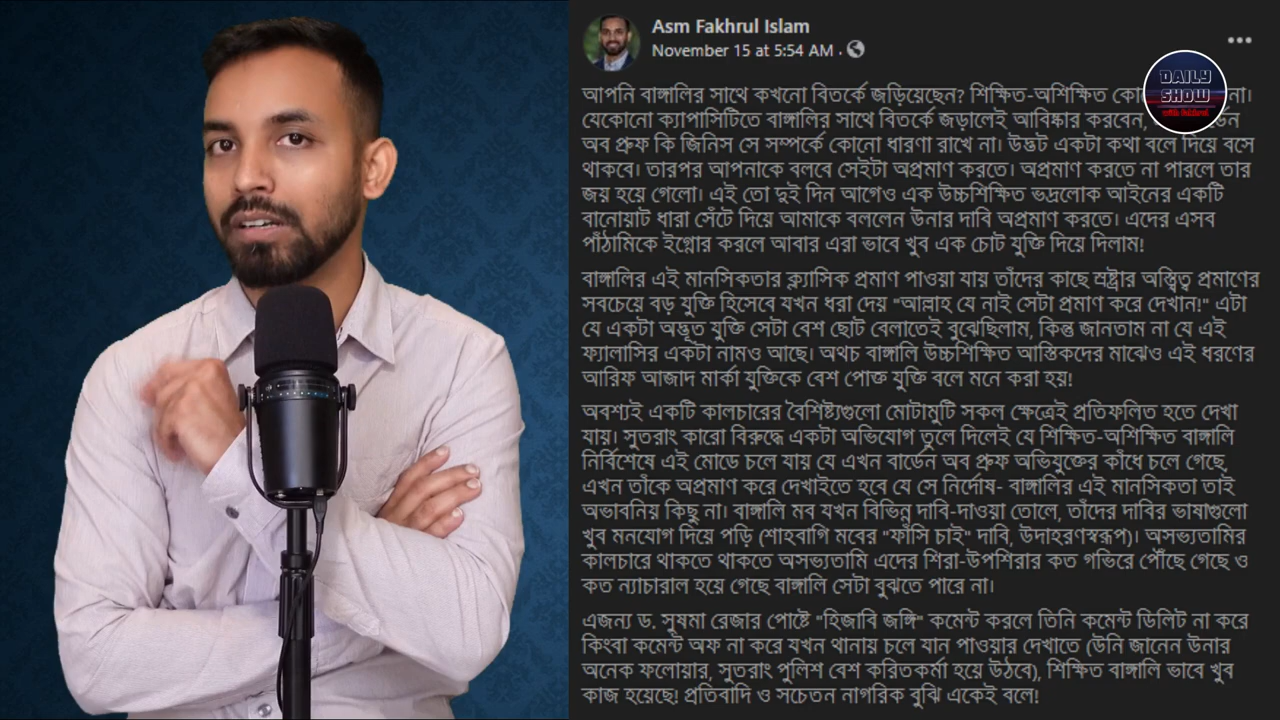 Asm Fakhrul Islam
November 15 at 5:54 AM ·
আপনি বাঙ্গালির সাথে কখনো বিতর্কে জড়িয়েছেন? শিক্ষিত-অশিক্ষিত না।
DAILY
SHOW
with fakhrul
যেকোনো ক্যাপাসিটিতে বাঙ্গালির সাথে বিতর্কে জড়ালেই আবিষ্কার করবেন,
অব প্রুফ কি জিনিস সে সম্পর্কে কোনো ধারণা রাখে না। উদ্ভট একটা কথা বলে দিয়ে বসে
থাকবে। তারপর আপনাকে বলবে সেইটা অপ্রমাণ করতে। অপ্রমাণ করতে না পারলে তার
জয় হয়ে গেলো। এই তো দুই দিন আগেও এক উচ্চশিক্ষিত ভদ্রলোক আইনের একটি
বানোয়াট ধারা সেঁটে দিয়ে আমাকে বললেন উনার দাবি অপ্রমাণ করতে। এদের এসব
পাঁঠামিকে ইগ্নোর করলে আবার এরা ভাবে খুব এক চোট যুক্তি দিয়ে দিলাম!
বাঙ্গালির এই মানসিকতার ক্ল্যাসিক প্রমাণ পাওয়া যায় তাঁদের কাছে স্রষ্টার অস্ত্বিত্ব প্রমাণের
সবচেয়ে বড় যুক্তি হিসেবে যখন ধরা দেয় "আল্লাহ যে নাই সেটা প্রমাণ করে দেখান!" এটা
যে একটা অদ্ভূত যুক্তি সেটা বেশ ছোট বেলাতেই বুঝেছিলাম, কিন্তু জানতাম না যে এই
ফ্যালাসির একটা নামও আছে। অথচ বাঙ্গালি উচ্চশিক্ষিত আস্তিকদের মাঝেও এই ধরণের
আরিফ আজাদ মার্কা যুক্তিকে বেশ পোক্ত যুক্তি বলে মনে করা হয়!
অবশ্যই একটি কালচারের বৈশিষ্ট্যগুলো মোটামুটি সকল ক্ষেত্রেই প্রতিফলিত হতে দেখা
যায়। সুতরাং কারো বিরুদ্ধে একটা অভিযোগ তুলে দিলেই যে শিক্ষিত-অশিক্ষিত বাঙ্গালি
নির্বিশেষে এই মোডে চলে যায় যে এখন বার্ডেন অব প্রুফ অভিযুক্তের কাঁধে চলে গেছে,
এখন তাঁকে অপ্রমাণ করে দেখাইতে হবে যে সে নির্দোষ- বাঙ্গালির এই মানসিকতা তাই
অভাবনিয় কিছু না। বাঙ্গালি মব যখন বিভিন্ন দাবি-দাওয়া তোলে, তাঁদের দাবির ভাষাগুলো
খুব মনযোগ দিয়ে পড়ি (শাহবাগি মবের "ফাঁসি চাই" দাবি, উদাহরণস্বরূপ)। অসভ্যতামির
কালচারে থাকতে থাকতে অসভ্যতামি এদের শিরা-উপশিরার কত গভিরে পৌঁছে গেছে ও
কত ন্যাচারাল হয়ে গেছে বাঙ্গালি সেটা বুঝতে পারে না।
এজন্য ড. সুষমা রেজার পোষ্টে "হিজাবি জঙ্গি" কমেন্ট করলে তিনি কমেন্ট ডিলিট না করে
কিংবা কমেন্ট অফ না করে যখন থানায় চলে যান পাওয়ার দেখাতে (উনি জানেন উনার
অনেক ফলোয়ার, সুতরাং পুলিশ বেশ করিতকর্মা হয়ে উঠবে), শিক্ষিত বাঙ্গালি ভাবে খুব
কাজ হয়েছে! প্রতিবাদি ও সচেতন নাগরিক বুঝি একেই বলে!